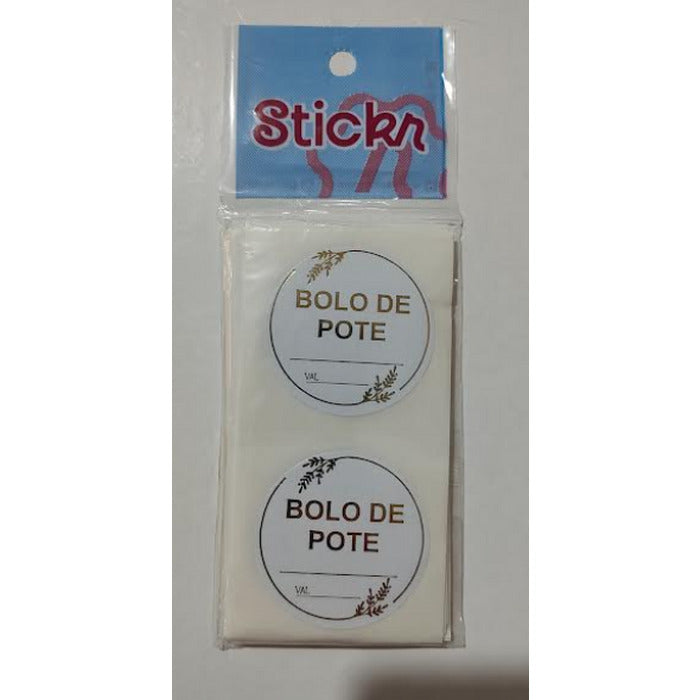 Stickr
BOLO DE
POTE
VAL
BOLO DE
POTE
VAL